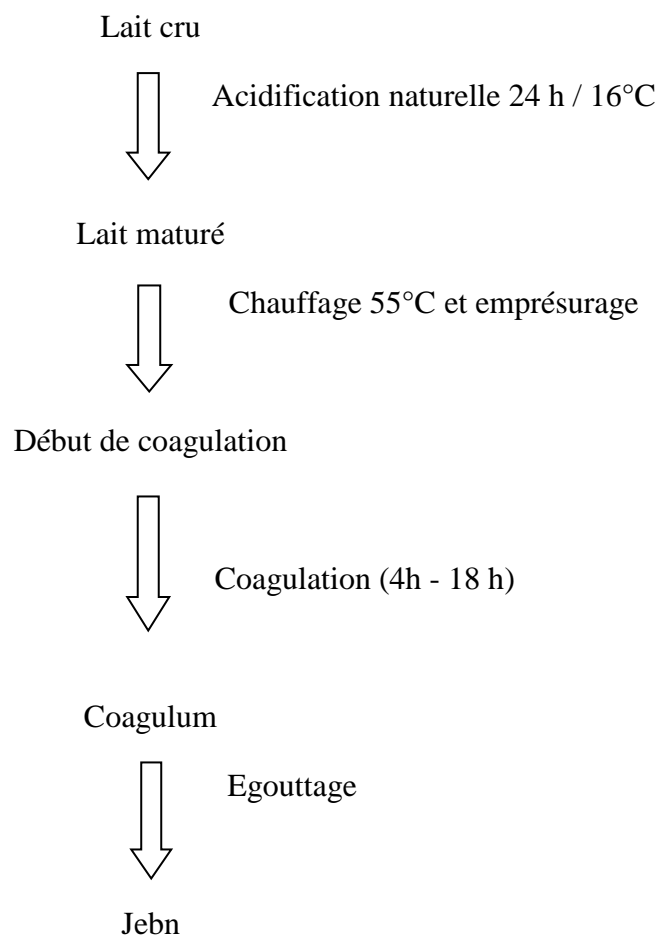 Lait cru
Acidification naturelle 24 h / 16°C
Lait maturé
Chauffage 55°C et emprésurage
Début de coagulation
Coagulation (4h - 18 h)
Coagulum
Egouttage
Jebn